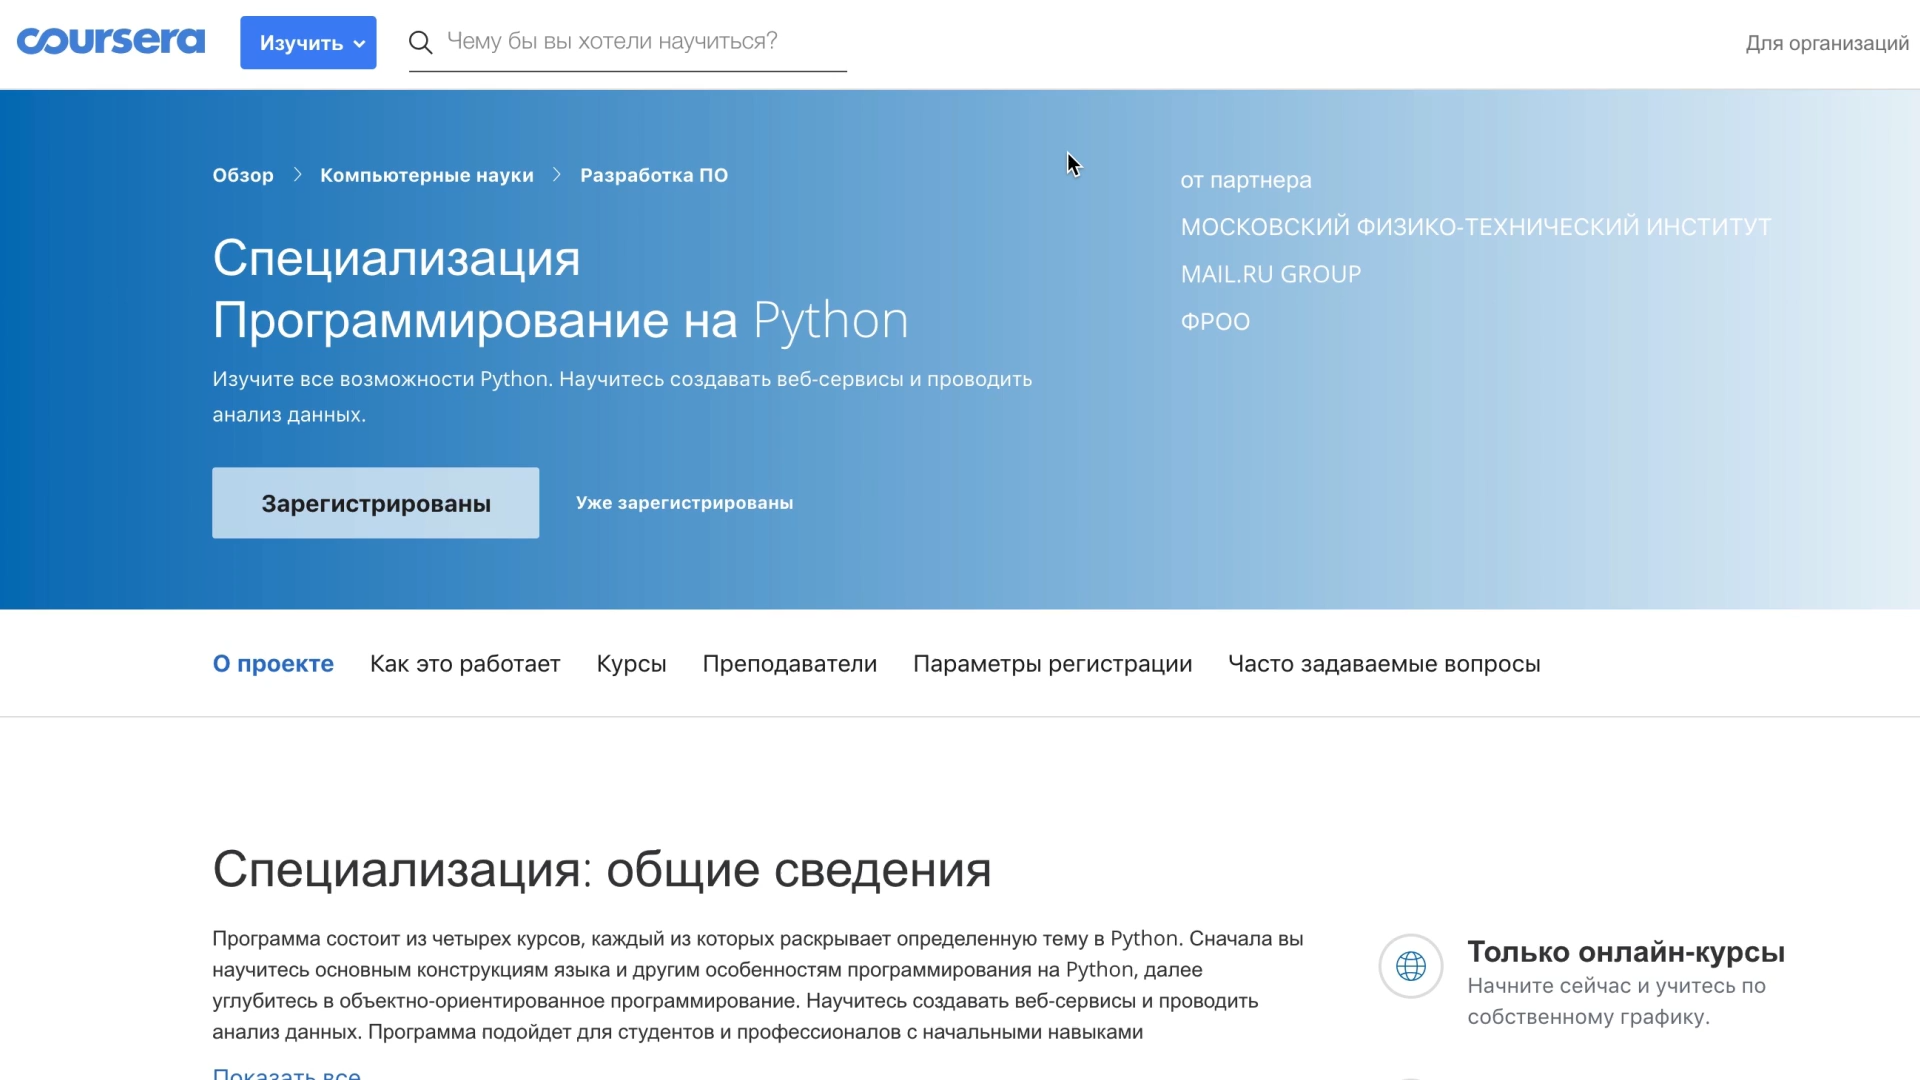 coursera
Изучить
Чему бы вы хотели научиться?
Для организаций
Обзор
Компьютерные науки
Разработка ПО
Специализация
Программирование на Python
Изучите все возможности Python. Научитесь создавать веб-сервисы и проводить
анализ данных.
Зарегистрированы
Уже зарегистрированы
от партнера
МОСКОВСКИЙ ФИЗИКО-ТЕХНИЧЕСКИЙ ИНСТИТУТ
MAIL.RU GROUP
ФРОО
О проекте
Как это работает
Курсы
Преподаватели
Параметры регистрации
Часто задаваемые вопросы
Специализация: общие сведения
Программа состоит из четырех курсов, каждый из которых раскрывает определенную тему в Python. Сначала вы
научитесь основным конструкциям языка и другим особенностям программирования на Python, далее
углубитесь в объектно-ориентированное программирование. Научитесь создавать веб-сервисы и проводить
анализ данных. Программа подойдет для студентов и профессионалов с начальными навыками
Показать все
Только онлайн-курсы
Начните сейчас и учитесь по
собственному графику.